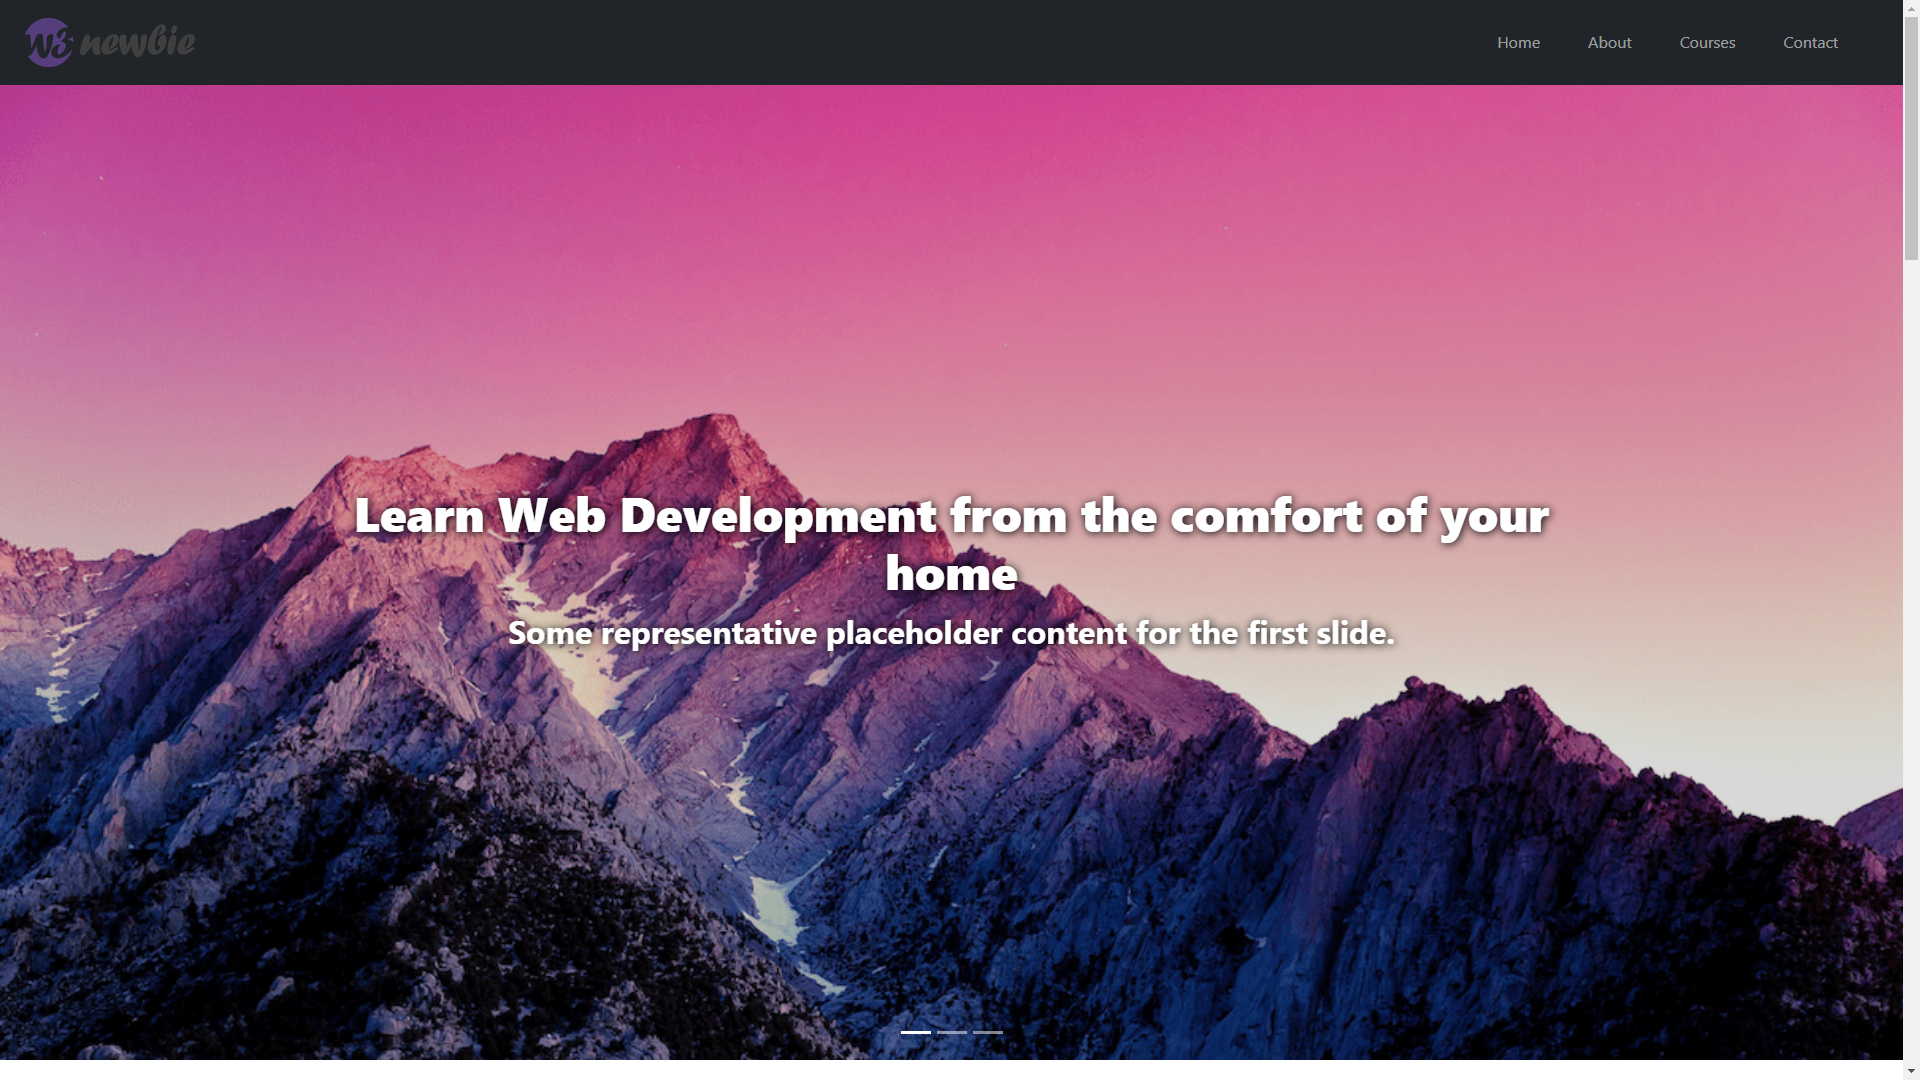 W3 newbie
Home About Courses Contact
Learn Web Development from the comfort of your
home
Some representative placeholder content for the first slide.